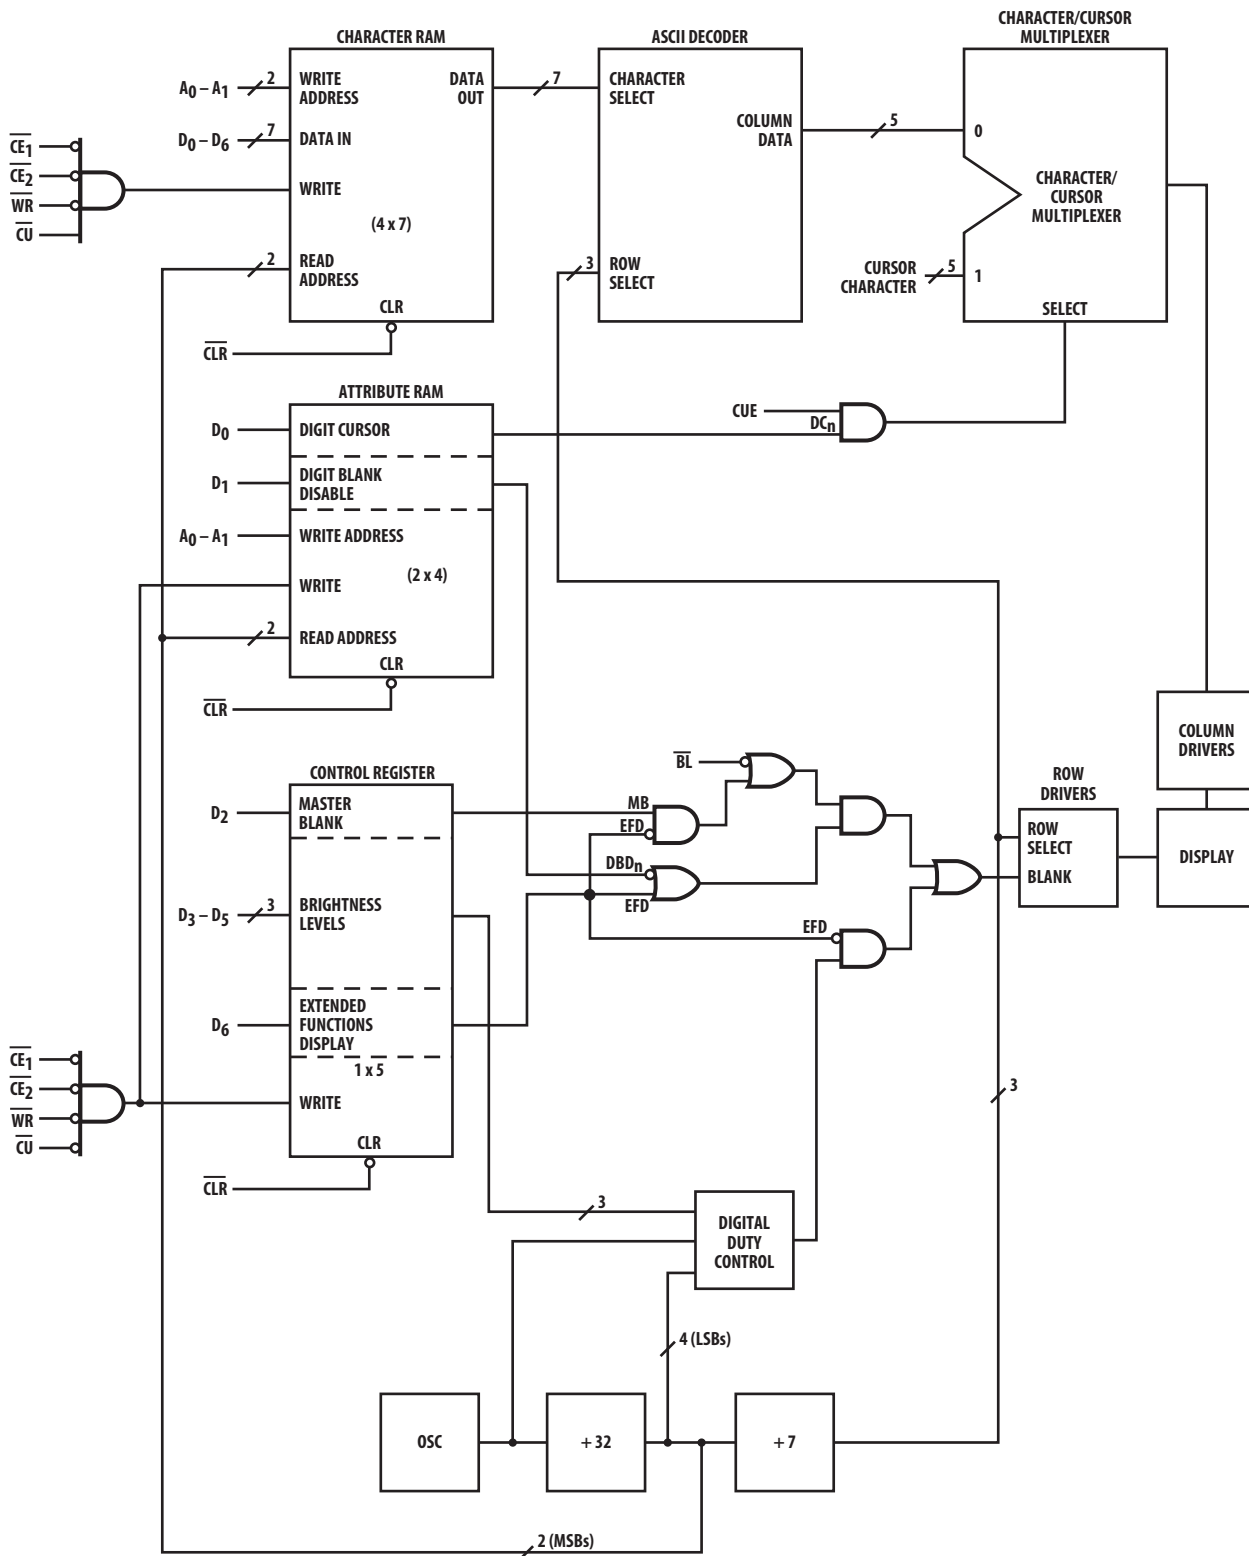 CHARACTER RAM
A0 – A1
2
WRITE
ADDRESS
DATA
OUT
7
D0 – D6
7
DATA IN
CE1
CE2
WR
CU
WRITE
(4 x 7)
2
READ
ADDRESS
CLR
CLR
ASCII DECODER
CHARACTER
SELECT
COLUMN
DATA
5
3
ROW
SELECT
CHARACTER/CURSOR
MULTIPLEXER
0
CHARACTER/
CURSOR
MULTIPLEXER
CURSOR
CHARACTER
5
1
SELECT
ATTRIBUTE RAM
D0
DIGIT CURSOR
D1
DIGIT BLANK
DISABLE
A0 – A1
WRITE ADDRESS
(2 x 4)
WRITE
2
READ ADDRESS
CLR
CLR
CUE
DCn
CONTROL REGISTER
D2
MASTER
BLANK
D3 – D5
3
BRIGHTNESS
LEVELS
D6
EXTENDED
FUNCTIONS
DISPLAY
1 x 5
CE1
CE2
WR
CU
WRITE
CLR
CLR
BL
MB
EFD
DBDn
EFD
EFD
ROW
DRIVERS
ROW
SELECT
BLANK
COLUMN
DRIVERS
DISPLAY
3
3
DIGITAL
DUTY
CONTROL
4 (LSBs)
OSC
+ 32
+ 7
2 (MSBs)